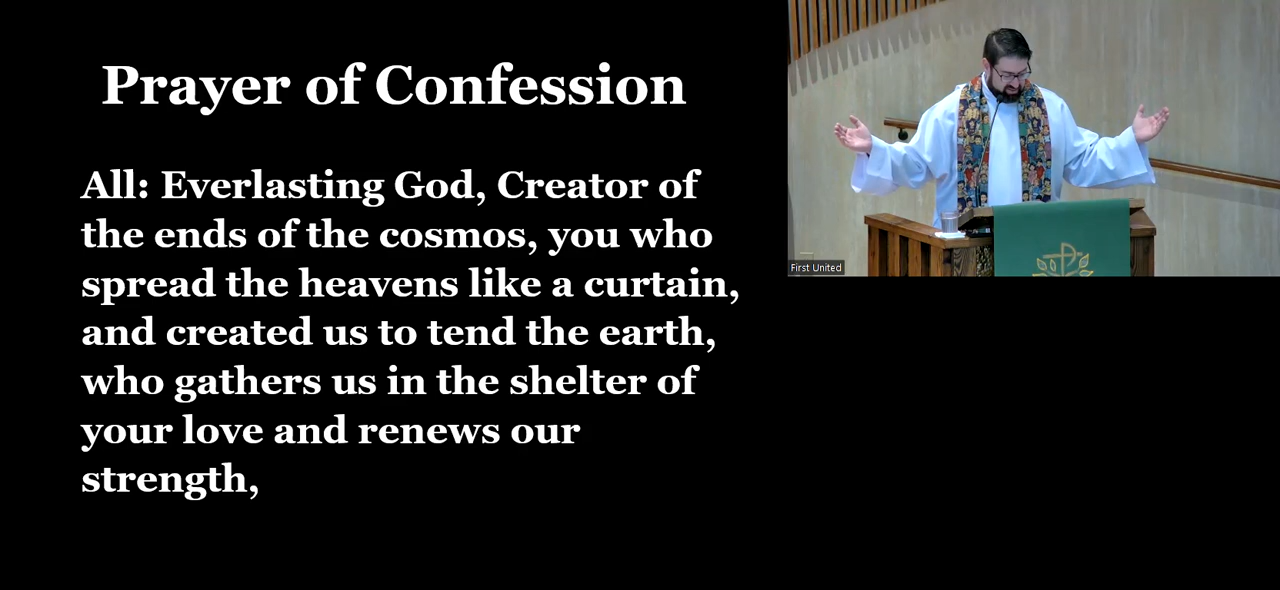 Prayer of Confession
All: Everlasting God, Creator of
the ends of the cosmos, you who
spread the heavens like a curtain,
and created us to tend the earth,
who gathers us in the shelter of
your love and renews our
strength,
First United